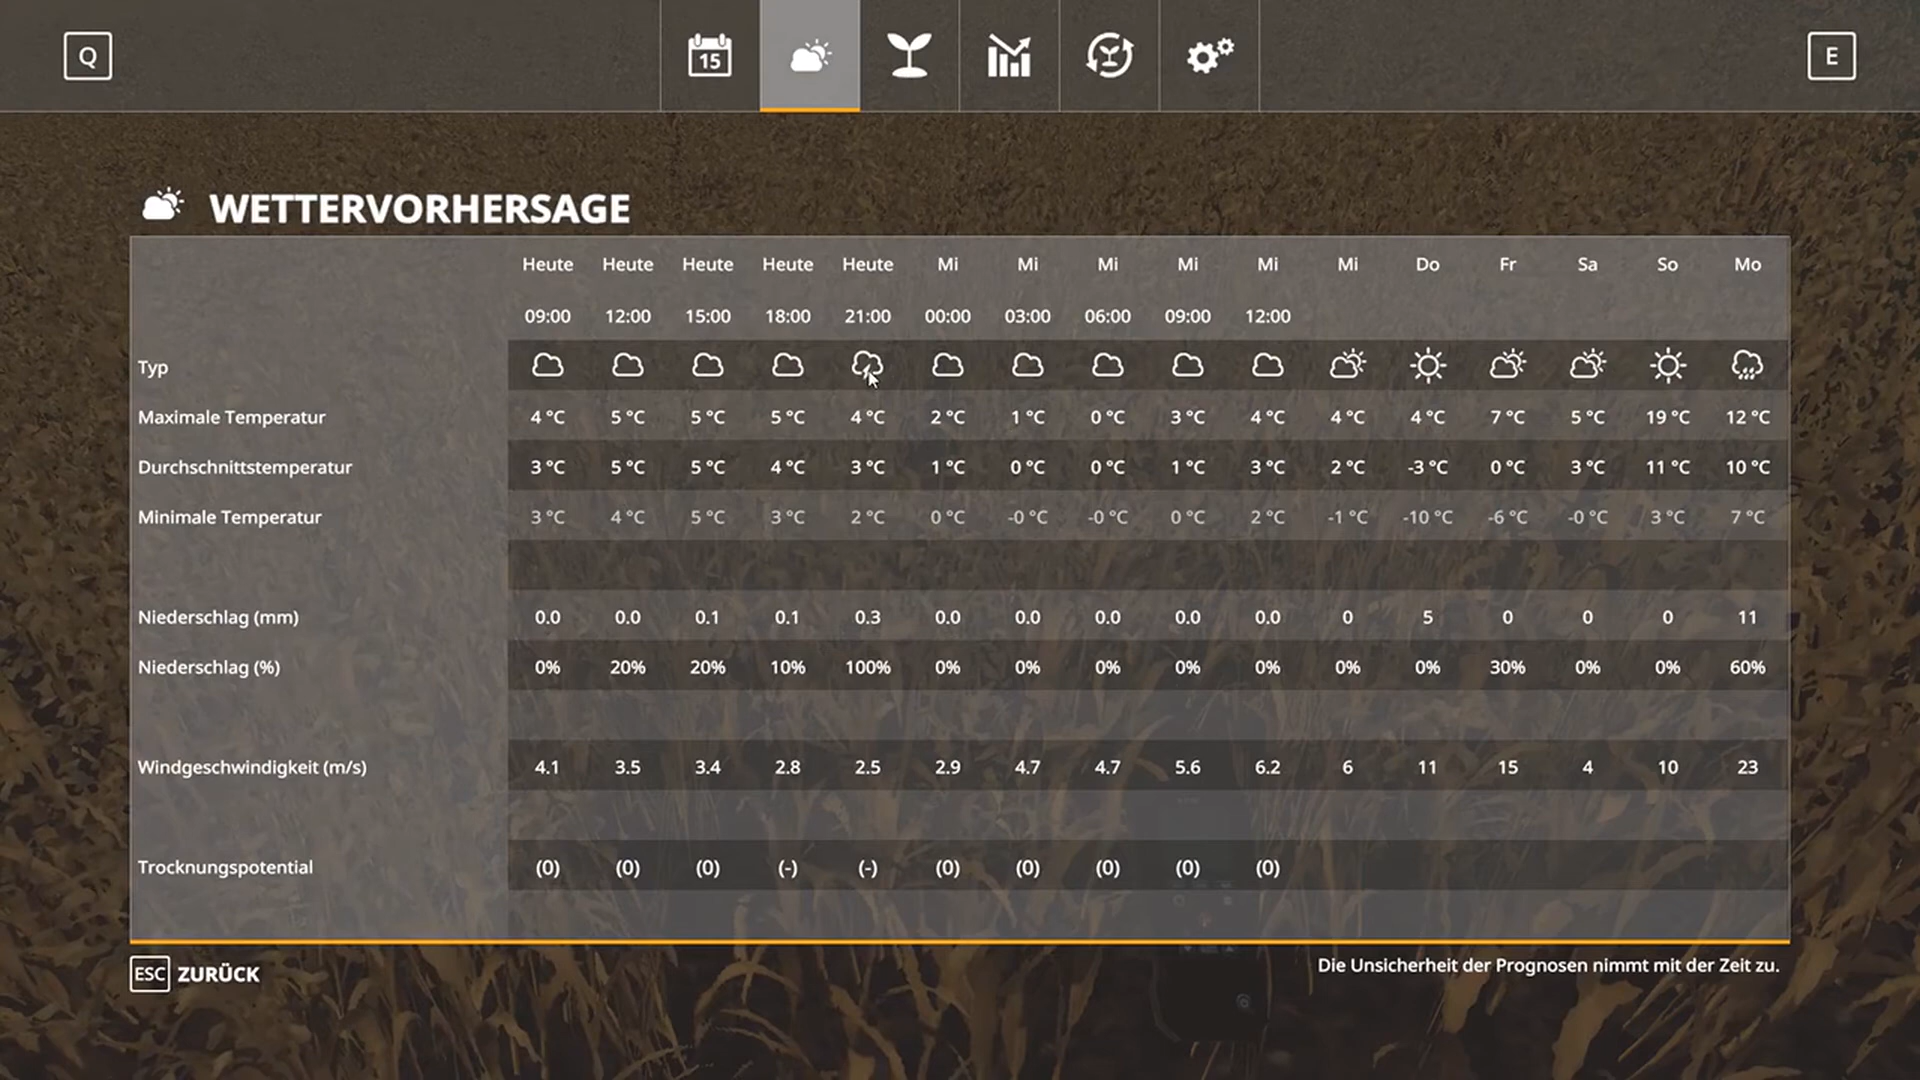 Q
15
E
WETTERVORHERSAGE
Heute Heute Heute Heute Heute Mi Mi Mi Mi Mi Mi Do Fr Sa So Mo
09:00 12:00 15:00 18:00 21:00 00:00 03:00 06:00 09:00 12:00
Typ
Maximale Temperatur 4 °C 5 °C 5 °C 5 °C 4 °C 2 °C 1 °C 0 °C 3 °C 4 °C 4 °C 4 °C 7 °C 5 °C 19 °C 12 °C
Durchschnittstemperatur 3 °C 5 °C 5 °C 4 °C 3 °C 1 °C 0 °C 0 °C 1 °C 3 °C 2 °C -3 °C 0 °C 3 °C 11 °C 10 °C
Minimale Temperatur 3 °C 4 °C 5 °C 3 °C 2 °C 0 °C -0 °C -0 °C 0 °C 2 °C -1 °C -10 °C -6 °C -0 °C 3 °C 7 °C
Niederschlag (mm) 0.0 0.0 0.1 0.1 0.3 0.0 0.0 0.0 0.0 0.0 0 5 0 0 0 11
Niederschlag (%) 0% 20% 20% 10% 100% 0% 0% 0% 0% 0% 0% 0% 30% 0% 0% 60%
Windgeschwindigkeit (m/s) 4.1 3.5 3.4 2.8 2.5 2.9 4.7 4.7 5.6 6.2 6 11 15 4 10 23
Trocknungspotential (0) (0) (0) (-) (-) (0) (0) (0) (0) (0)
ESC ZURÜCK
Die Unsicherheit der Prognosen nimmt mit der Zeit zu.